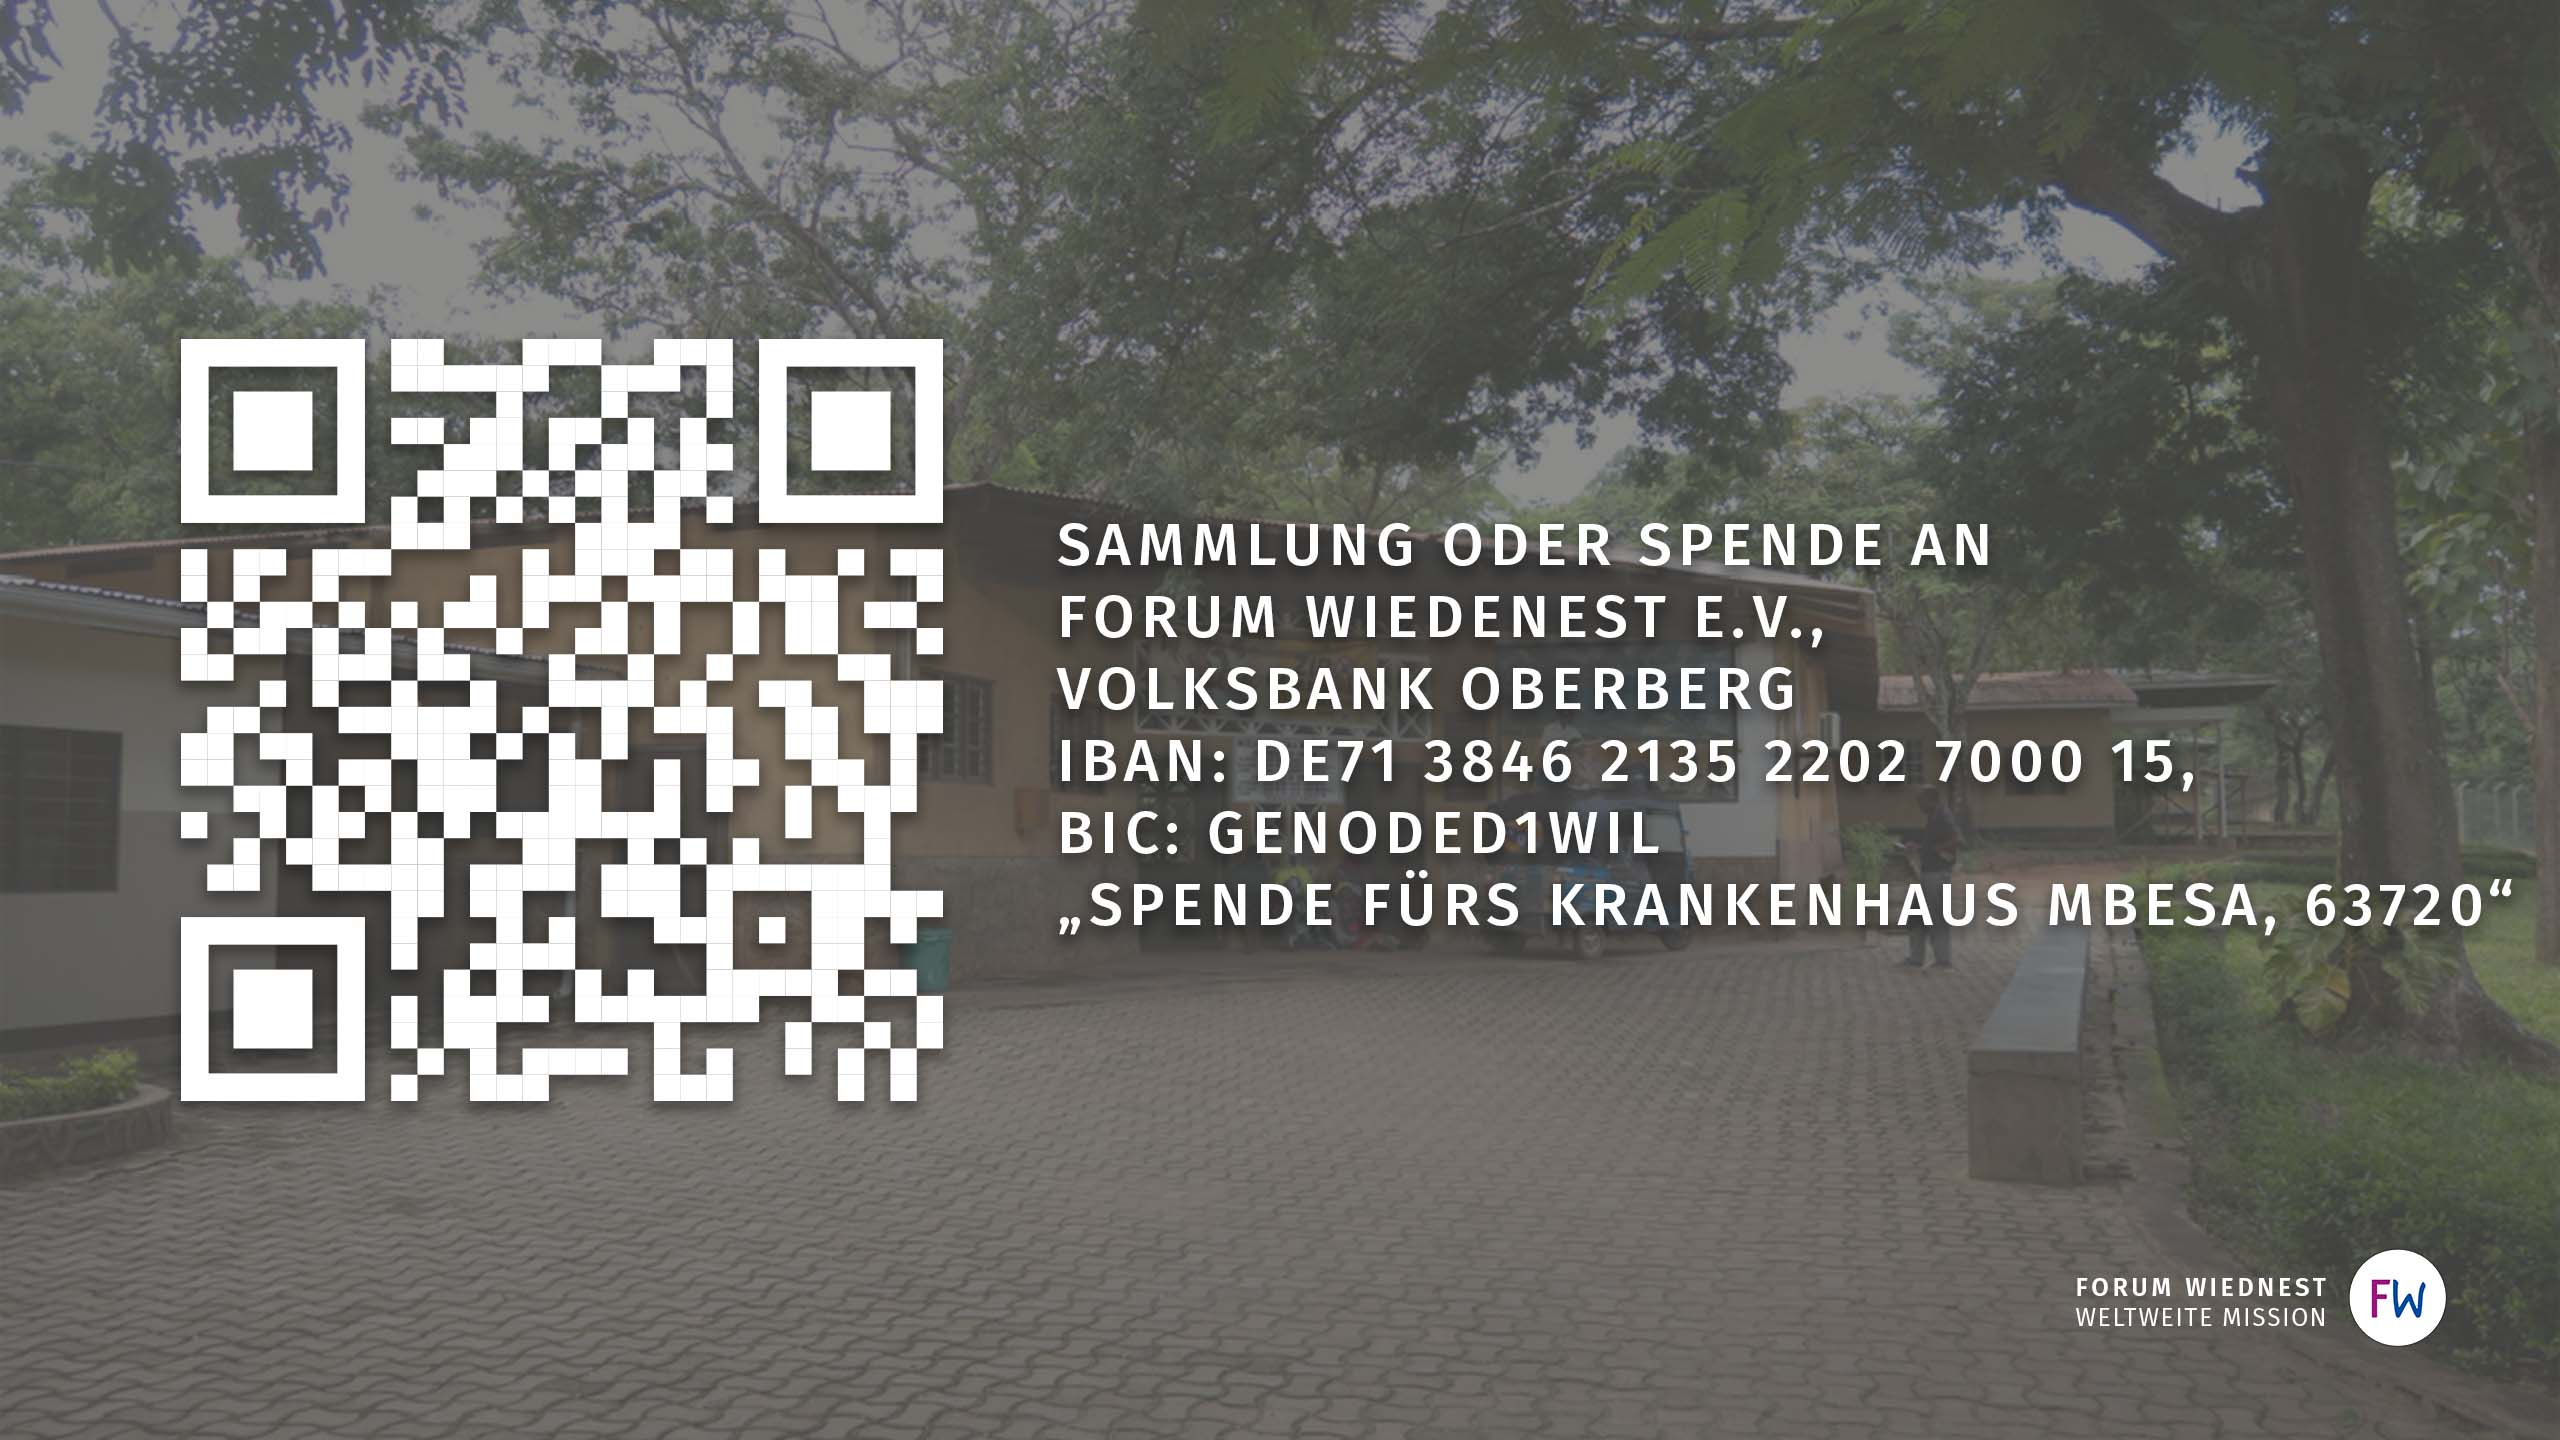 SAMMLUNG ODER SPENDE AN
FORUM WIEDENEST E.V.,
VOLKSBANK OBERBERG
IBAN: DE71 3846 2135 2202 7000 15,
BIC: GENODED1WIL
„SPENDE FÜRS KRANKENHAUS MBESA, 63720“
FORUM WIEDNEST
WELTWEITE MISSION
FW